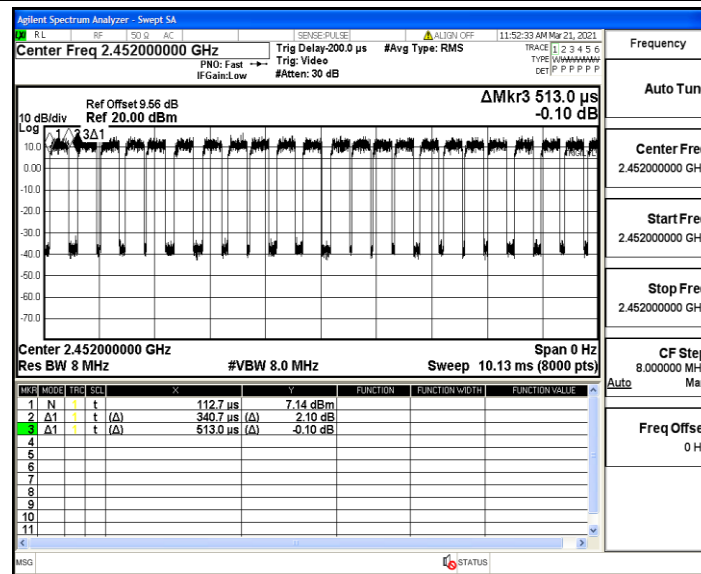 Agilent Spectrum Analyzer - Swept SA
RL RF 50 Ω AC SENSE:PULSE ALIGN OFF 11:52:33 AM Mar 21, 2021
Center Freq 2.452000000 GHz
PNO: Fast
IFGain:Low
Trig Delay-200.0 µs
Trig: Video
#Atten: 30 dB
#Avg Type: RMS
TRACE 1 2 3 4 5 6
TYPE
DET P P P P P P
Frequency
Auto Tun
ΔMkr3 513.0 µs
-0.10 dB
Ref Offset 9.56 dB
10 dB/div Ref 20.00 dBm
Log
1 2 3Δ1
10.0
0.00
-10.0
-20.0
-30.0
-40.0
-50.0
-60.0
-70.0
Center 2.452000000 GHz Span 0 Hz
Res BW 8 MHz #VBW 8.0 MHz Sweep 10.13 ms (8000 pts)
Center Fre
2.452000000 GH
Start Fre
2.452000000 GH
Stop Fre
2.452000000 GH
CF Step
8.000000 MH
Auto Ma
Freq Offse
0 H
MKR MODE TRC SCL X Y FUNCTION FUNCTION WIDTH FUNCTION VALUE
1 N 1 t 112.7 µs 7.14 dBm
2 Δ1 1 t (Δ) 340.7 µs (Δ) 2.10 dB
3 Δ1 1 t (Δ) 513.0 µs (Δ) -0.10 dB
4
5
6
7
8
9
10
11
MSG STATUS